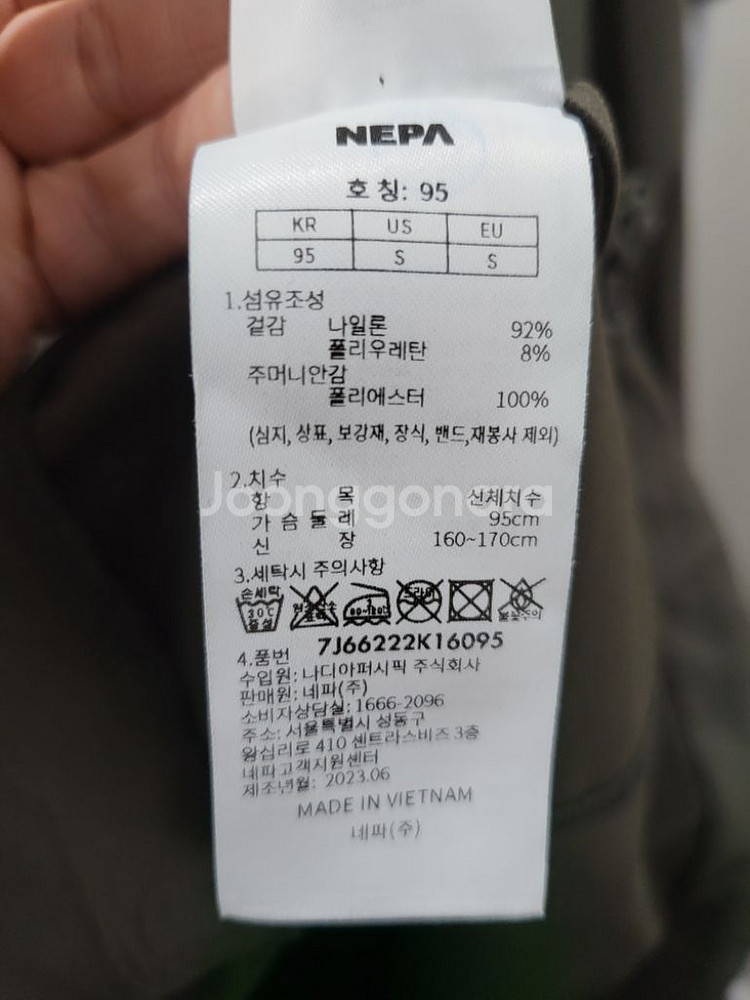 NEPA
호 칭: 95
KR US EU
95 S S
1.섬유조성
겉감 나일론 92%
폴리우레탄 8%
주머니안감
폴리에스터 100%
(심지, 상표, 보강재, 장식, 밴드,재봉사 제외)
2.치수
항 목 신체치수
가 슴 둘 레 95cm
신 장 160~170cm
Joonggonara
3.세탁시 주의사항
손세탁
30℃
중성
드라이
불꽃주의
7J66222K16095
4.품번
수입원: 나디아퍼시픽 주식회사
판매원: 네파(주)
소비자상담실: 1666-2096
주소: 서울특별시 성동구
왕십리로 410 센트라스비즈 3층
네파고객지원센터
제조년월: 2023.06
MADE IN VIETNAM
네파(주)